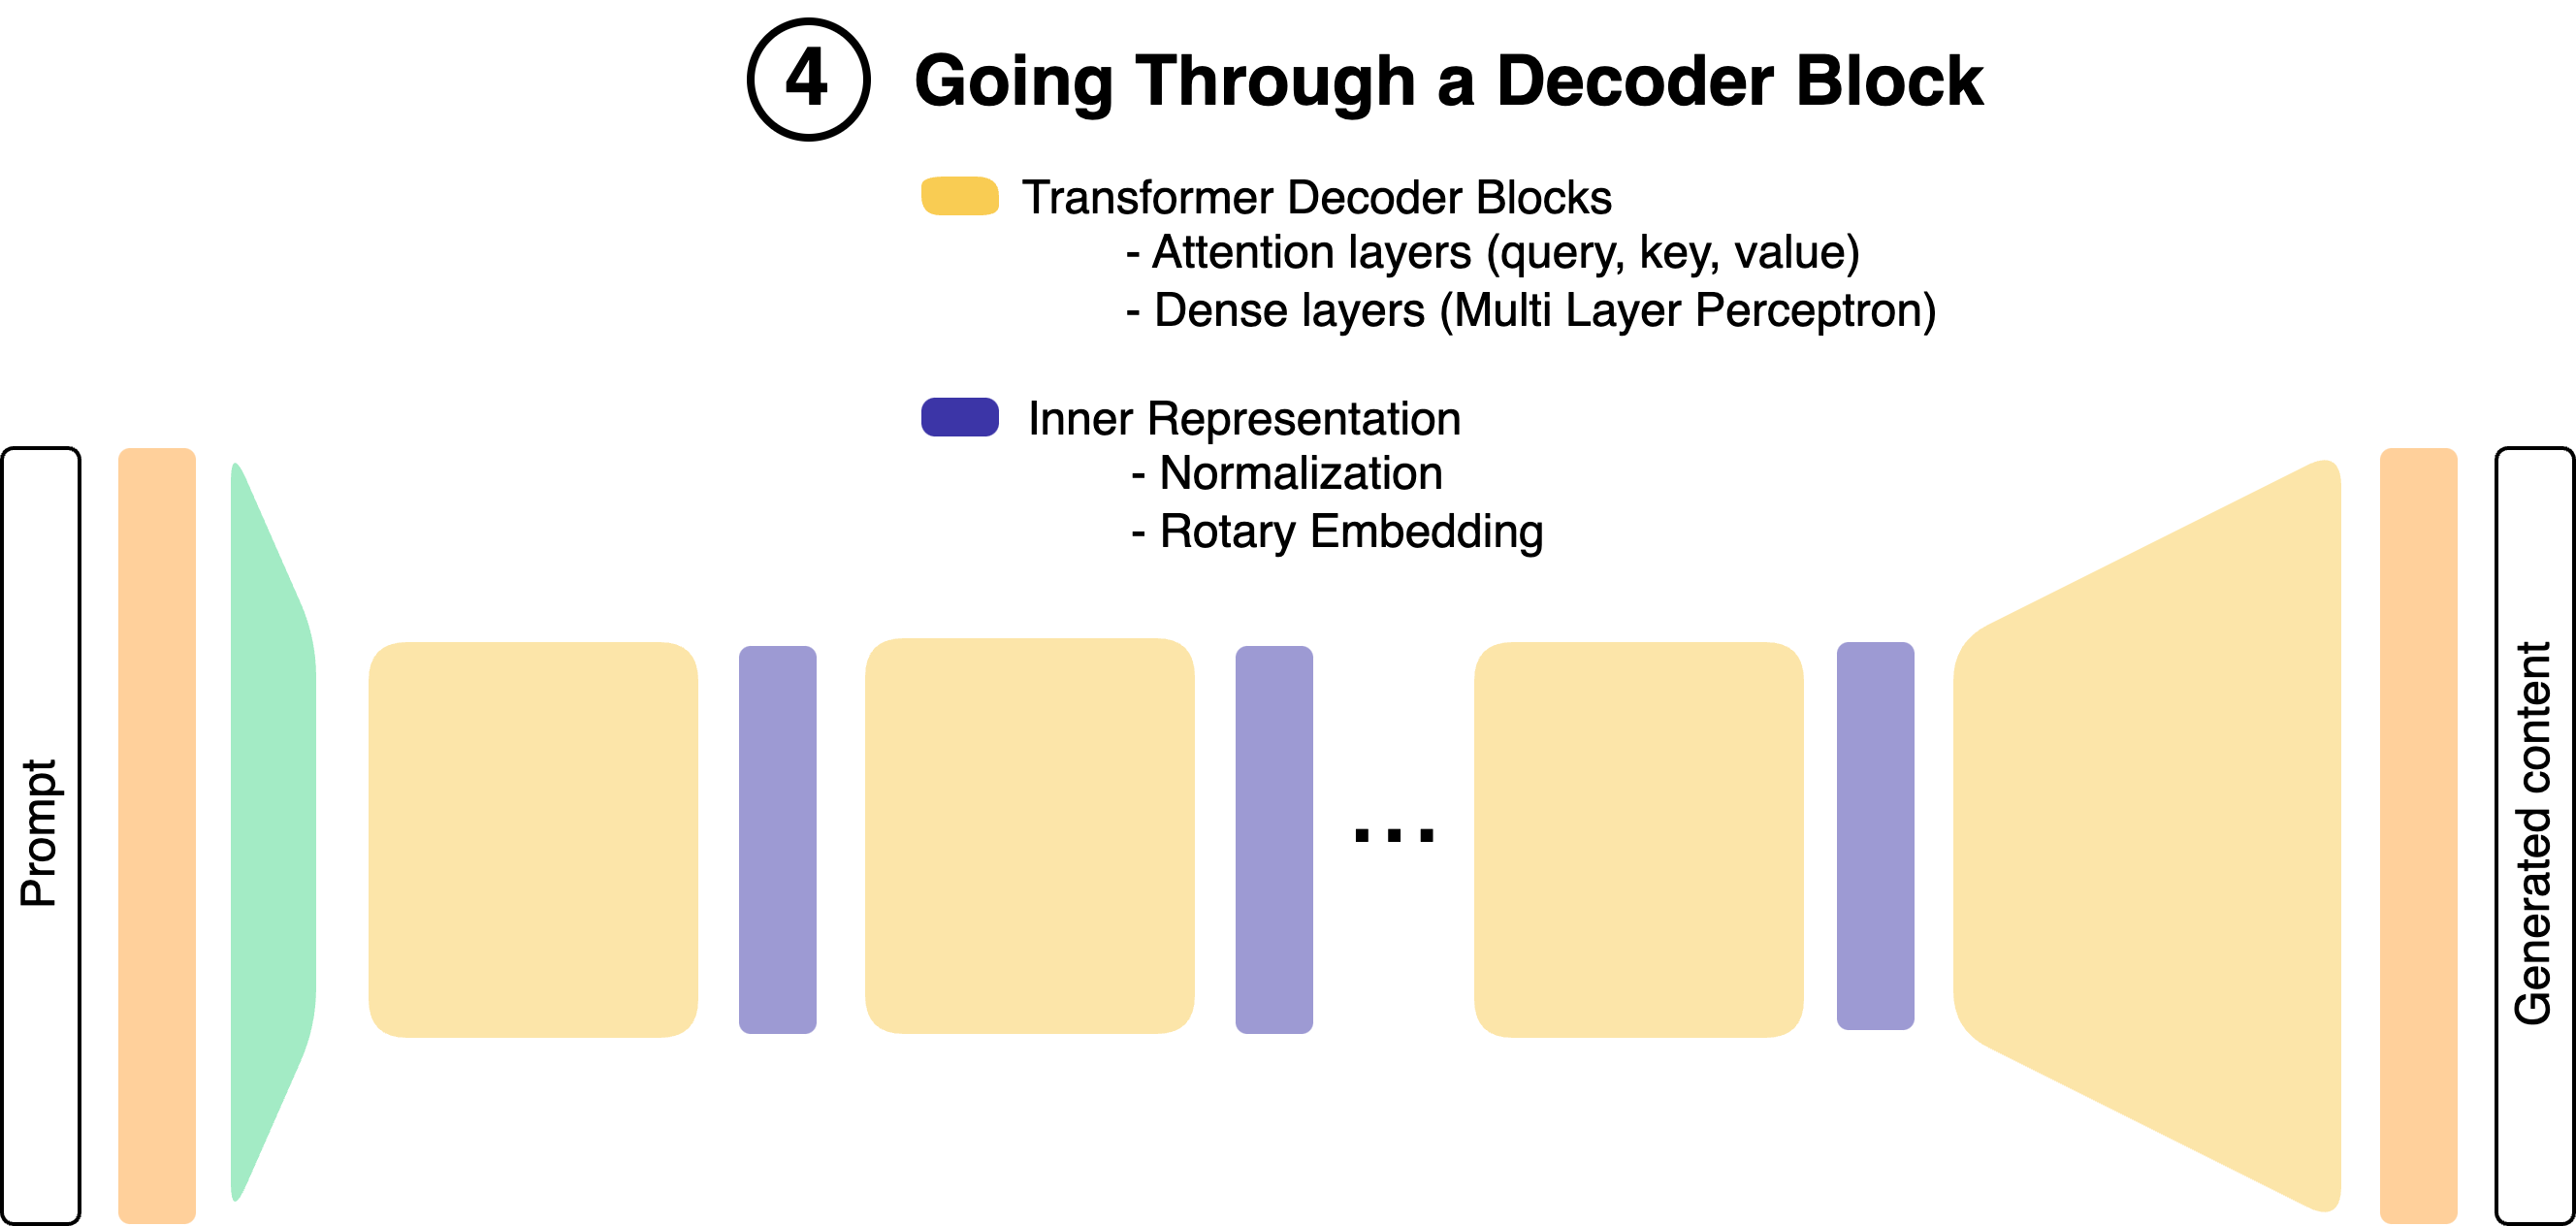 4 Going Through a Decoder Block
Transformer Decoder Blocks
- Attention layers (query, key, value)
- Dense layers (Multi Layer Perceptron)
Inner Representation
- Normalization
- Rotary Embedding
Prompt
...
Generated content